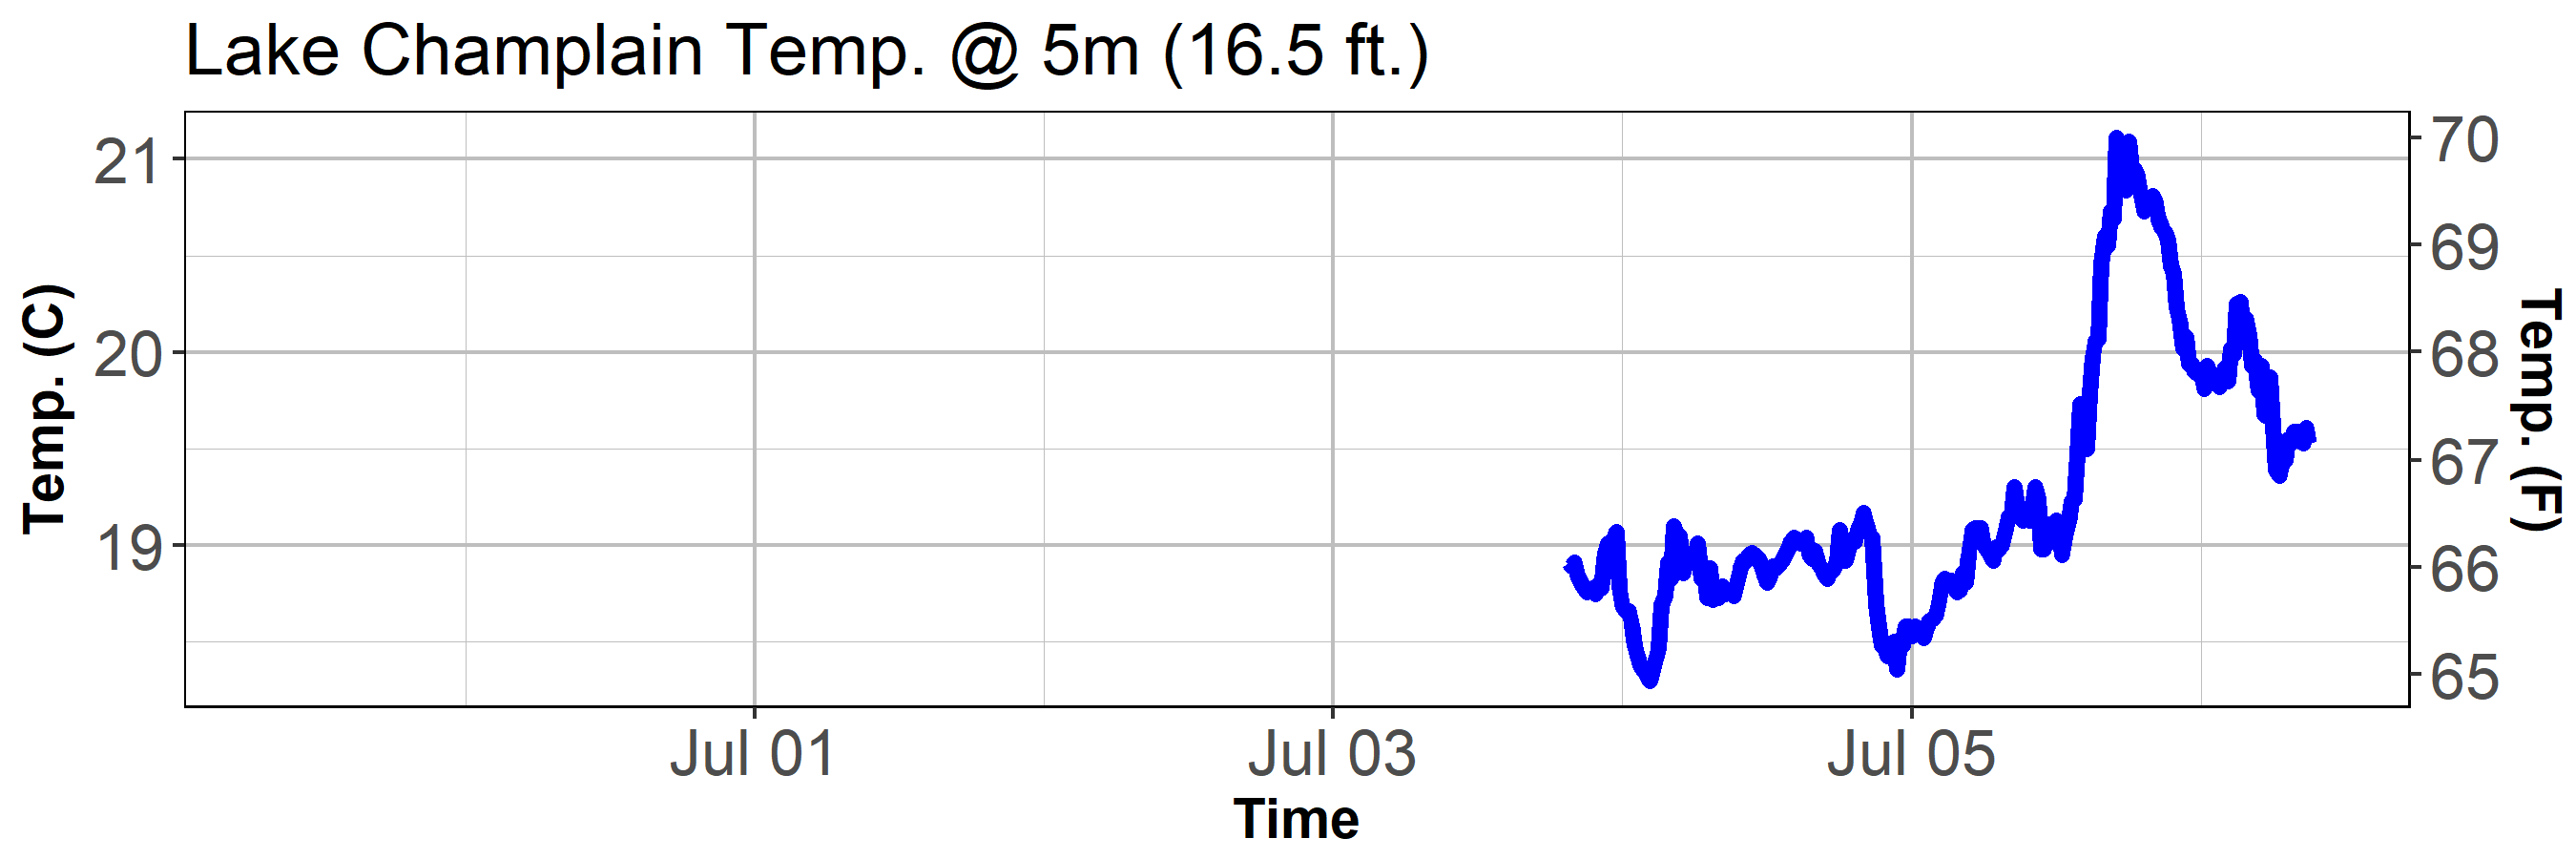 Lake Champlain Temp. @ 5m (16.5 ft.)
21
20
19
Temp. (C)
70
69
68
67
66
65
Temp. (F)
Jul 01
Jul 03
Jul 05
Time